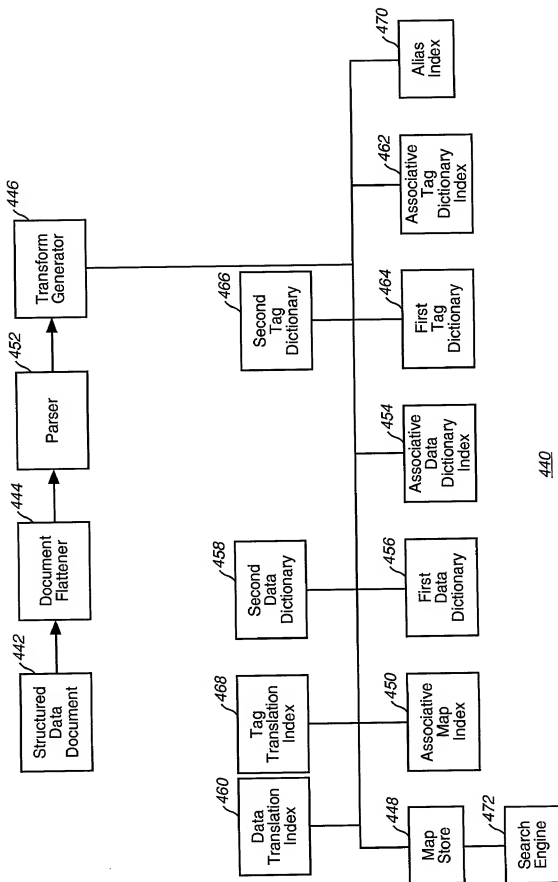 442
Structured
Data
Document
444
Document
Flattener
452
Parser
446
Transform
Generator
460
Data
Translation
Index
468
Tag
Translation
Index
458
Second
Data
Dictionary
466
Second
Tag
Dictionary
448
Map
Store
450
Associative
Map
Index
456
First
Data
Dictionary
454
Associative
Data
Dictionary
Index
464
First
Tag
Dictionary
462
Associative
Tag
Dictionary
Index
470
Alias
Index
472
Search
Engine
440